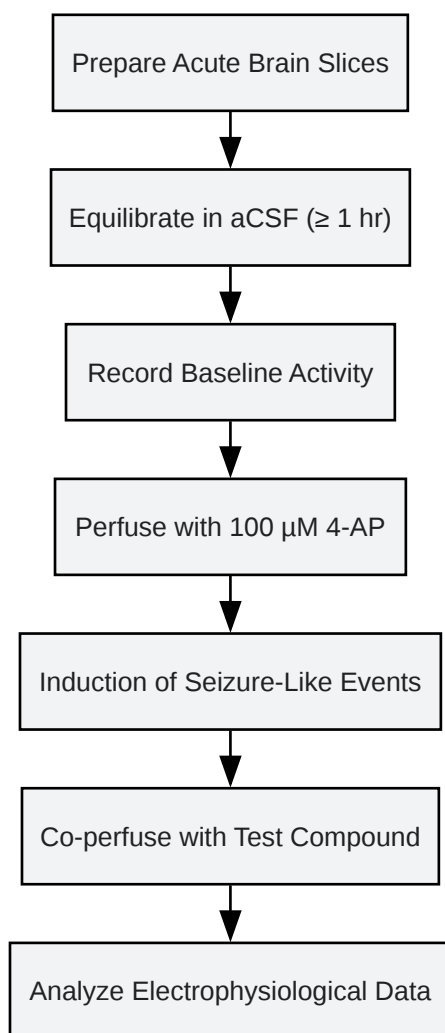 Prepare Acute Brain Slices
Equilibrate in aCSF (≥ 1 hr)
Record Baseline Activity
Perfuse with 100 µM 4-AP
Induction of Seizure-Like Events
Co-perfuse with Test Compound
Analyze Electrophysiological Data